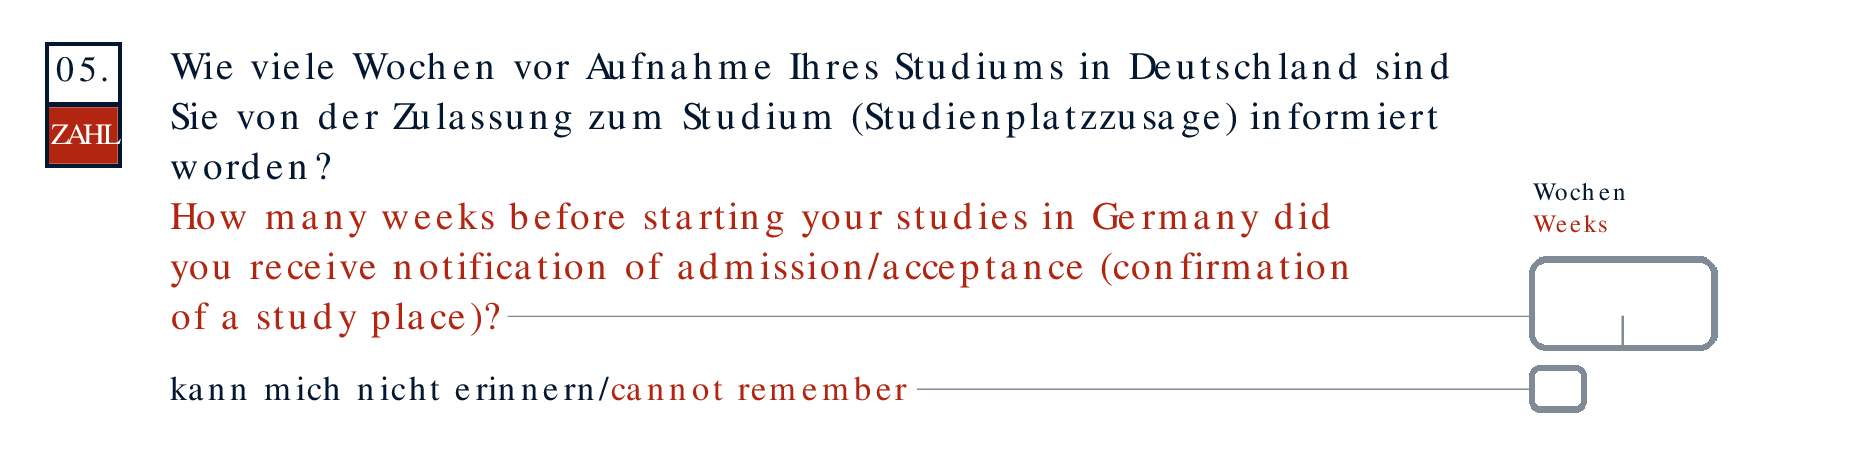 05.
ZAHL
Wie viele Wochen vor Aufnahme Ihres Studiums in Deutschland sind
Sie von der Zulassung zum Studium (Studienplatzzusage) informiert
worden?
How many weeks before starting your studies in Germany did
you receive notification of admission/acceptance (confirmation
of a study place)?
Wochen
Weeks
kann mich nicht erinnern/cannot remember